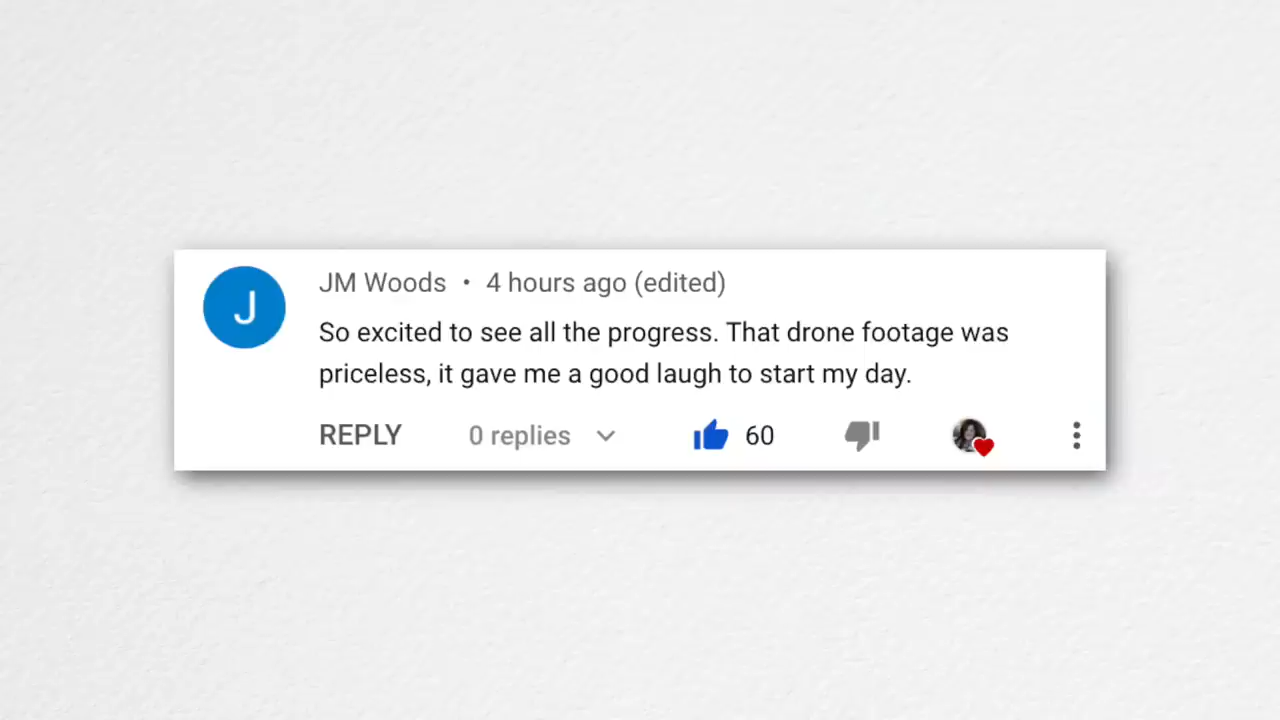 J
JM Woods • 4 hours ago (edited)
So excited to see all the progress. That drone footage was
priceless, it gave me a good laugh to start my day.
REPLY 0 replies 60